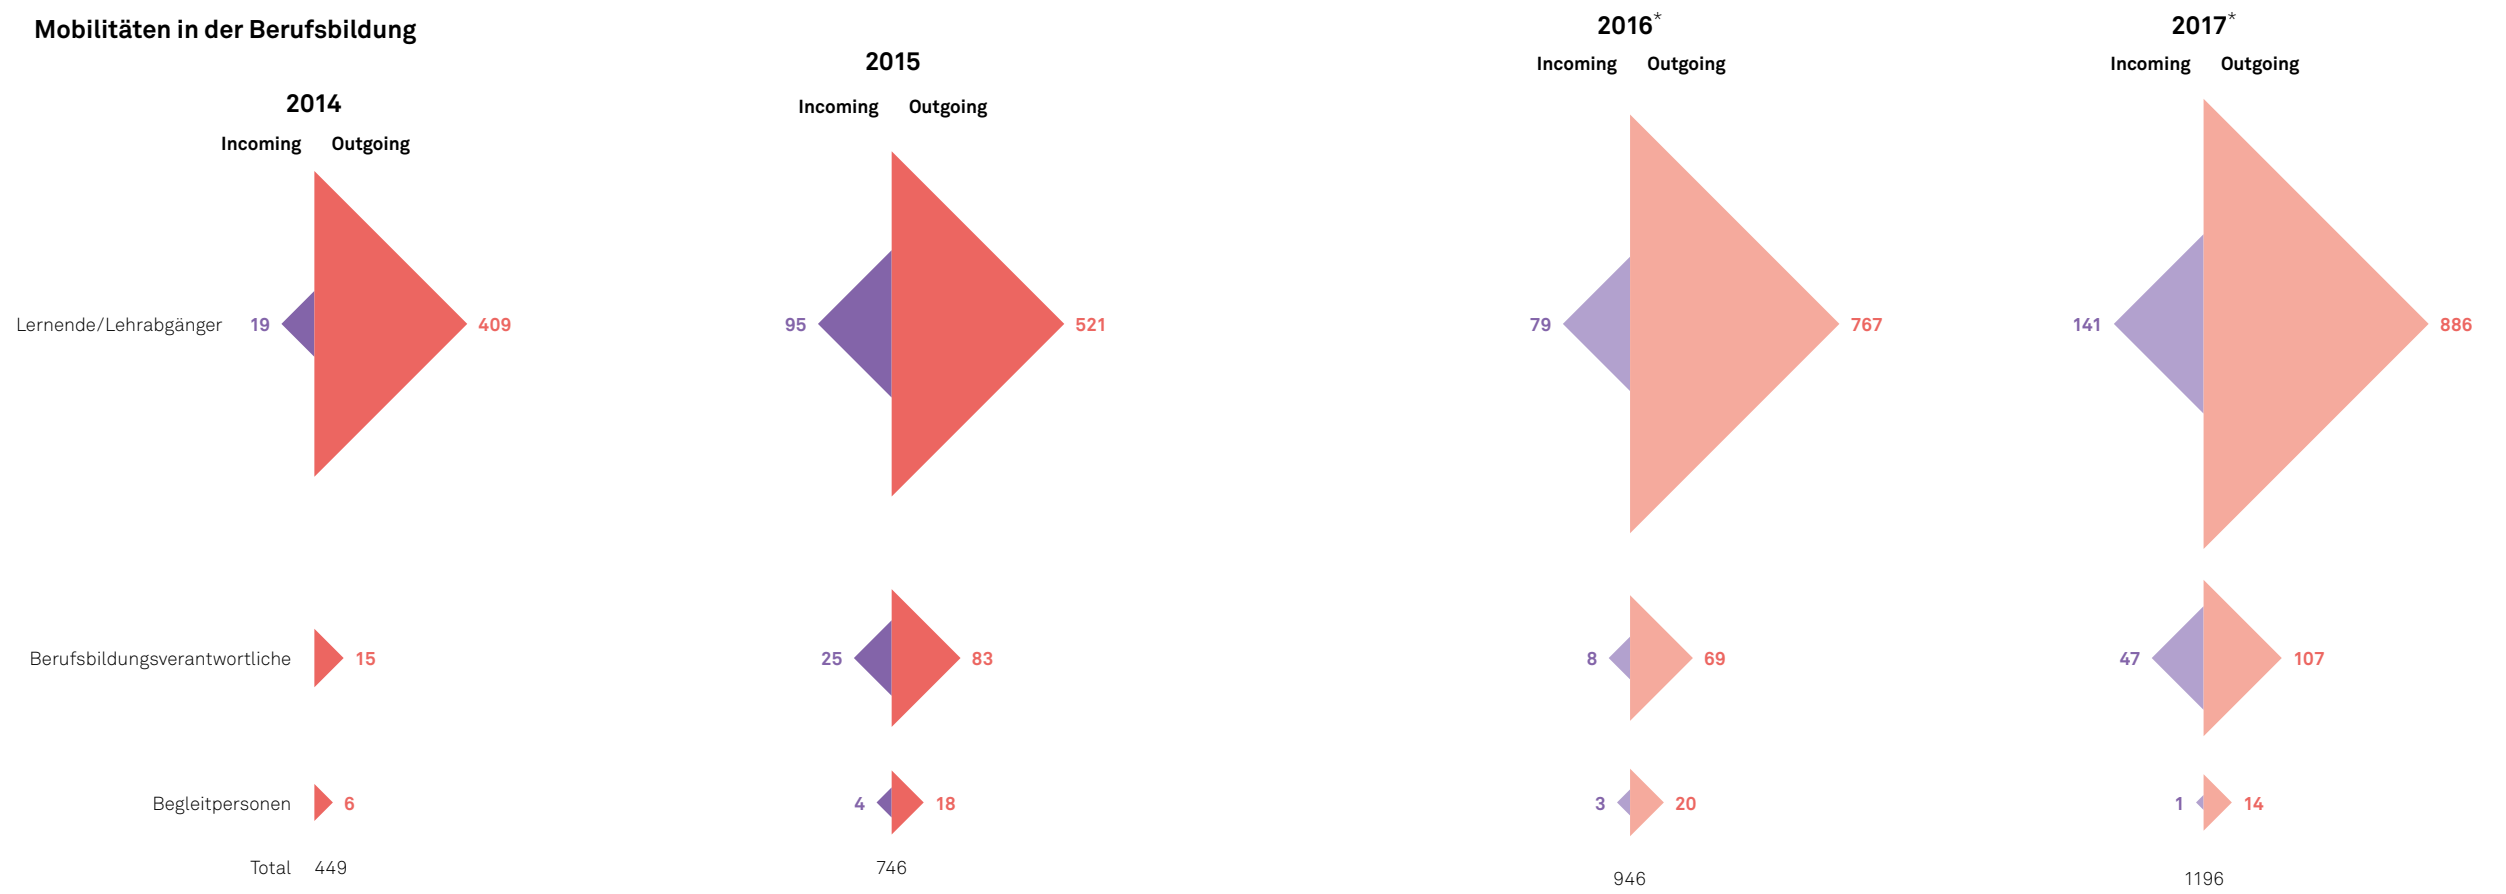 Mobilitäten in der Berufsbildung
2014
Incoming Outgoing
2015
Incoming Outgoing
2016*
Incoming Outgoing
2017*
Incoming Outgoing
Lernende/Lehrabgänger 19 409 95 521 79 767 141 886
Berufsbildungsverantwortliche 15 25 83 8 69 47 107
Begleitpersonen 6 4 18 3 20 1 14
Total 449 746 946 1196